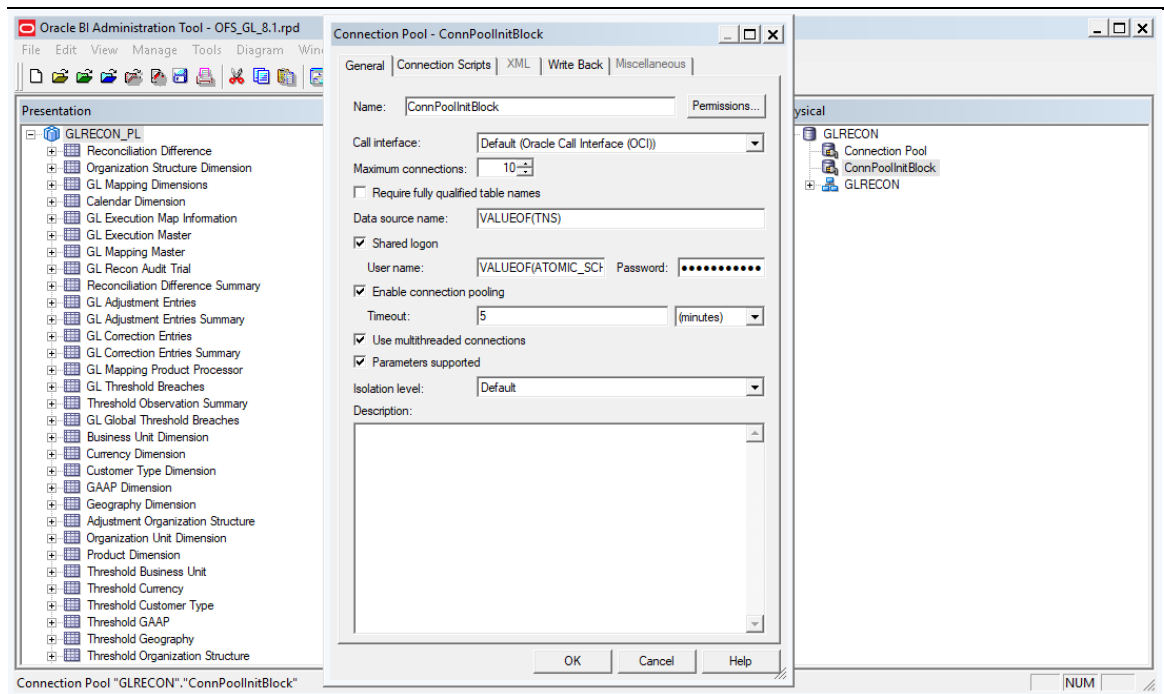 Oracle BI Administration Tool - OFS_GL_8.1.rpd
File Edit View Manage Tools Diagram
Presentation
GLRECON_PL
Reconciliation Difference
Organization Structure Dimension
GL Mapping Dimensions
Calendar Dimension
GL Execution Map Information
GL Execution Master
GL Mapping Master
GL Recon Audit Trial
Reconciliation Difference Summary
GL Adjustment Entries
GL Adjustment Entries Summary
GL Correction Entries
GL Correction Entries Summary
GL Mapping Product Processor
GL Threshold Breaches
Threshold Observation Summary
GL Global Threshold Breaches
Business Unit Dimension
Currency Dimension
Customer Type Dimension
GAAP Dimension
Geography Dimension
Adjustment Organization Structure
Organization Unit Dimension
Product Dimension
Threshold Business Unit
Threshold Currency
Threshold Customer Type
Threshold GAAP
Threshold Geography
Threshold Organization Structure
Connection Pool - ConnPoolInitBlock
General Connection Scripts XML Write Back Miscellaneous
Name: ConnPoolInitBlock Permissions...
Call interface: Default (Oracle Call Interface (OCI))
Maximum connections: 10
Require fully qualified table names
Data source name: VALUEOF(TNS)
Shared logon
User name: VALUEOF(ATOMIC_SCH Password: ●●●●●●●●●●●
Enable connection pooling
Timeout: 5 (minutes)
Use multithreaded connections
Parameters supported
Isolation level: Default
Description:
OK Cancel Help
ysical
GLRECON
Connection Pool
ConnPoolInitBlock
GLRECON
Connection Pool "GLRECON"."ConnPoolInitBlock" NUM